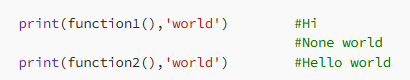 print(function1(),'world')          #Hi
                                    #None world
print(function2(),'world')          #Hello world